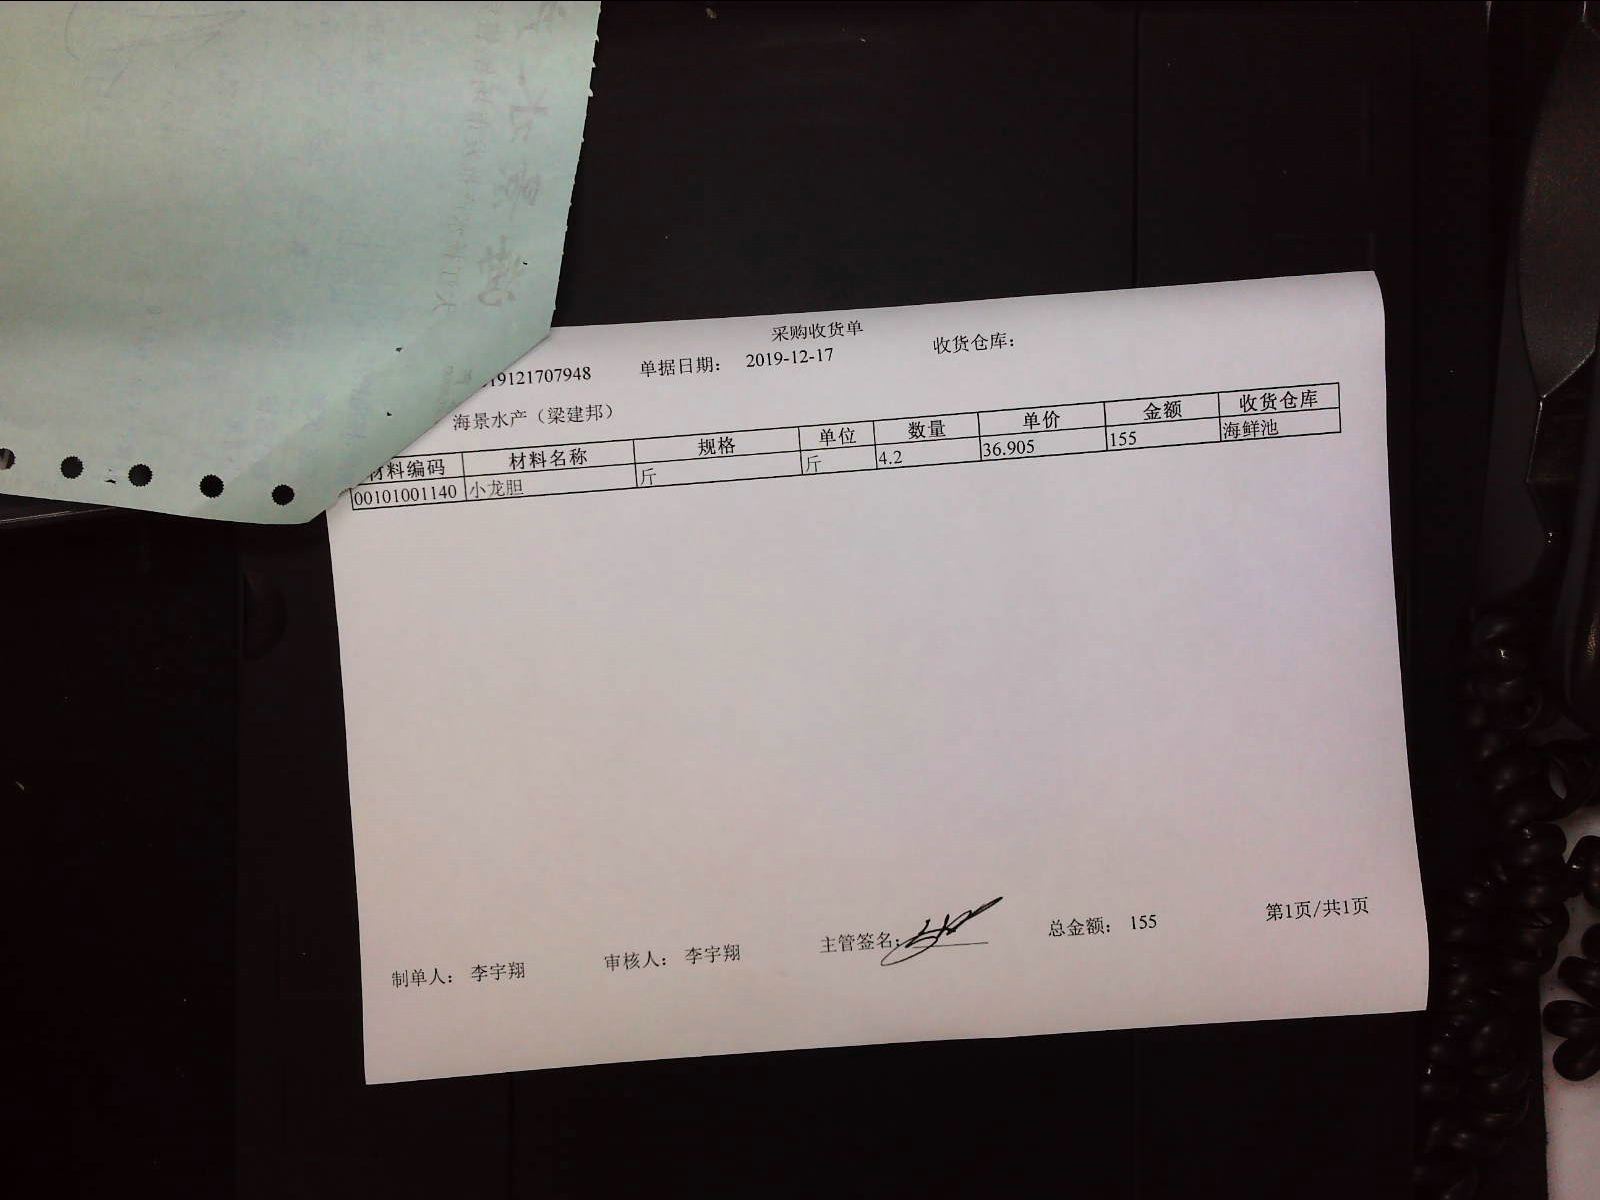 采购收货单
19121707948 单据日期： 2019-12-17 收货仓库：
海景水产（梁建邦）
材料编码 材料名称 规格 单位 数量 单价 金额 收货仓库
00101001140 小龙胆 斤 斤 4.2 36.905 155 海鲜池
制单人： 李宇翔 审核人： 李宇翔 主管签名： 总金额： 155 第1页/共1页